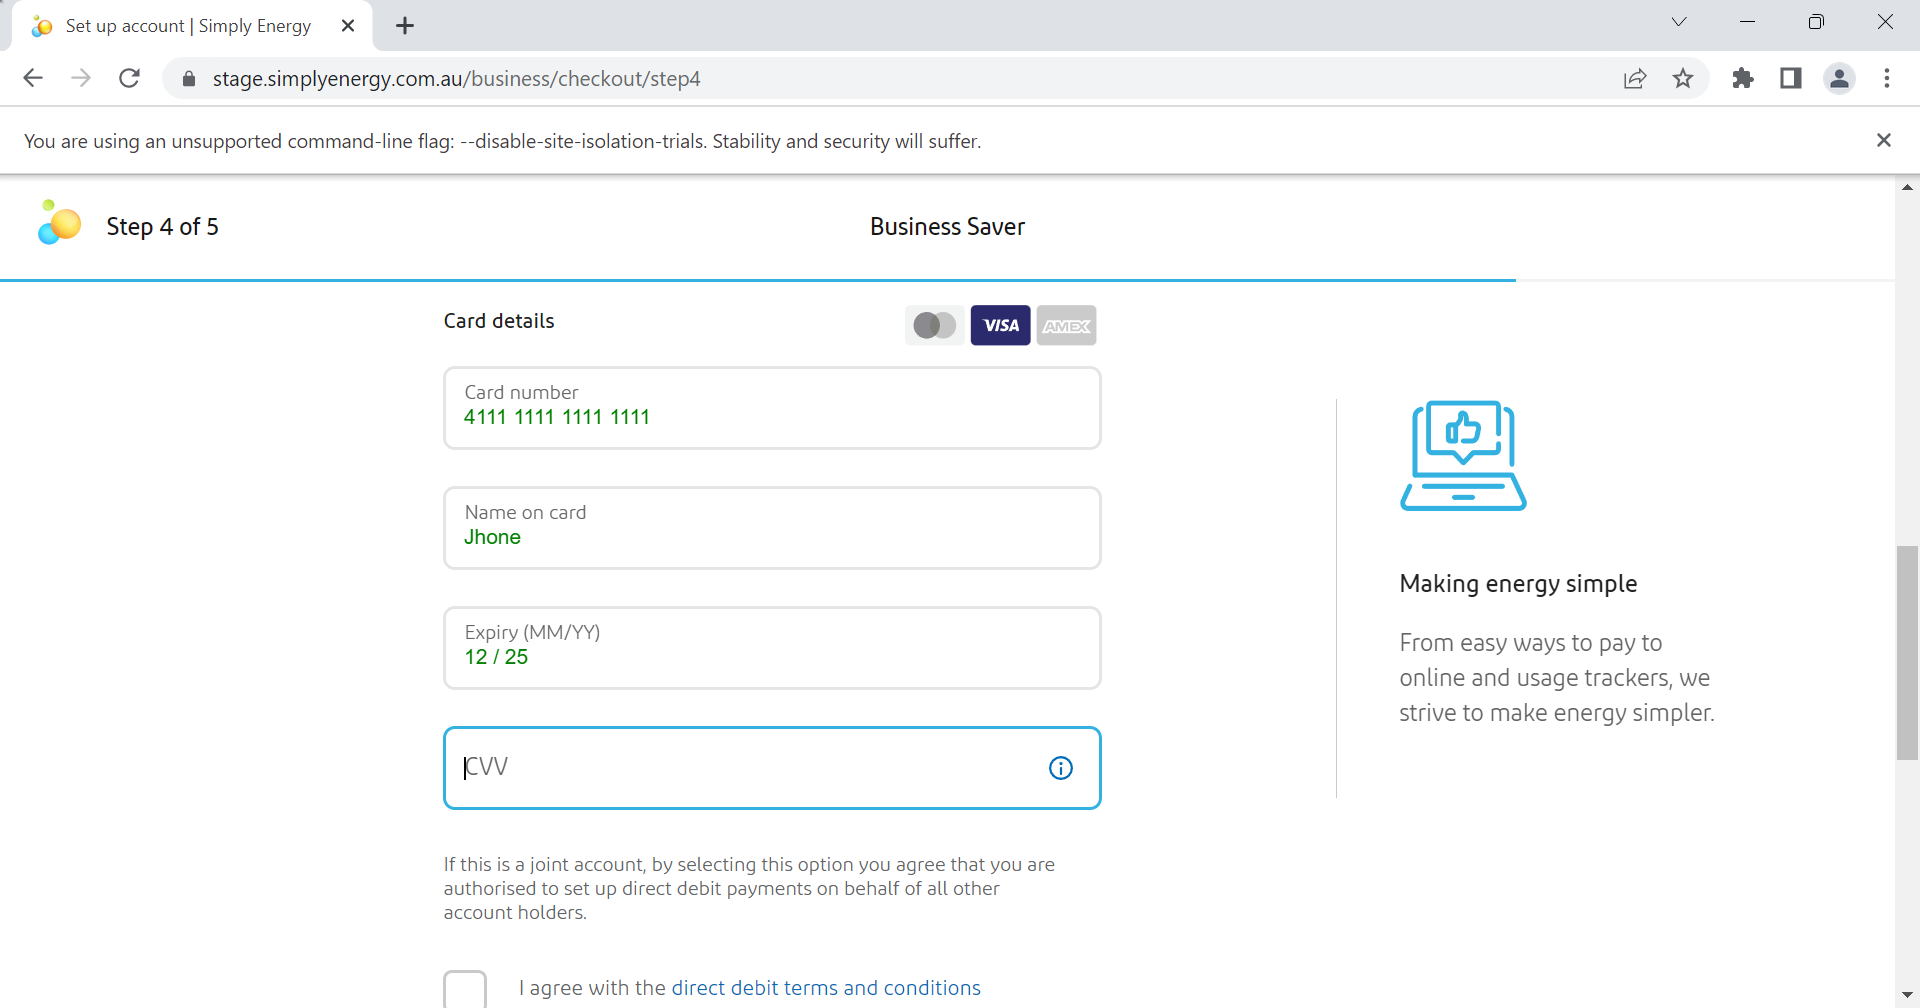 Set up account | Simply Energy
stage.simplyenergy.com.au/business/checkout/step4
You are using an unsupported command-line flag: --disable-site-isolation-trials. Stability and security will suffer.
Step 4 of 5
Business Saver
Card details
VISA
AMEX
Card number
4111 1111 1111 1111
Name on card
Jhone
Expiry (MM/YY)
12 / 25
CVV
If this is a joint account, by selecting this option you agree that you are
authorised to set up direct debit payments on behalf of all other
account holders.
I agree with the direct debit terms and conditions
Making energy simple
From easy ways to pay to
online and usage trackers, we
strive to make energy simpler.